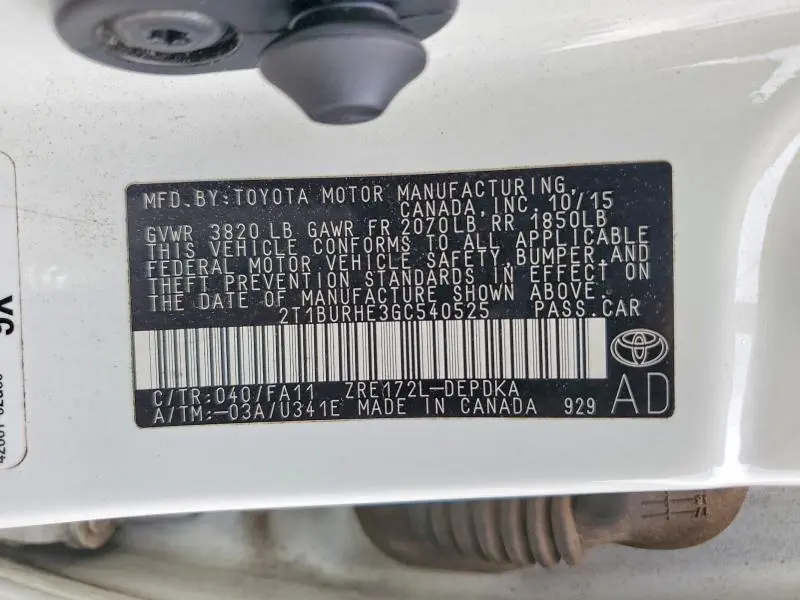 MFD. BY: TOYOTA MOTOR MANUFACTURING,
CANADA, INC. 10/15
GVWR 3820 LB GAWR FR 2070LB RR 1850LB
THIS VEHICLE CONFORMS TO ALL APPLICABLE
FEDERAL MOTOR VEHICLE SAFETY, BUMPER, AND
THEFT PREVENTION STANDARDS IN EFFECT ON
THE DATE OF MANUFACTURE SHOWN ABOVE.
2T1BURHE3GC540525 PASS. CAR
C/TR: 040/FA11 ZRE172L-DEPDKA
A/TM: -03A/U341E MADE IN CANADA 929
AD